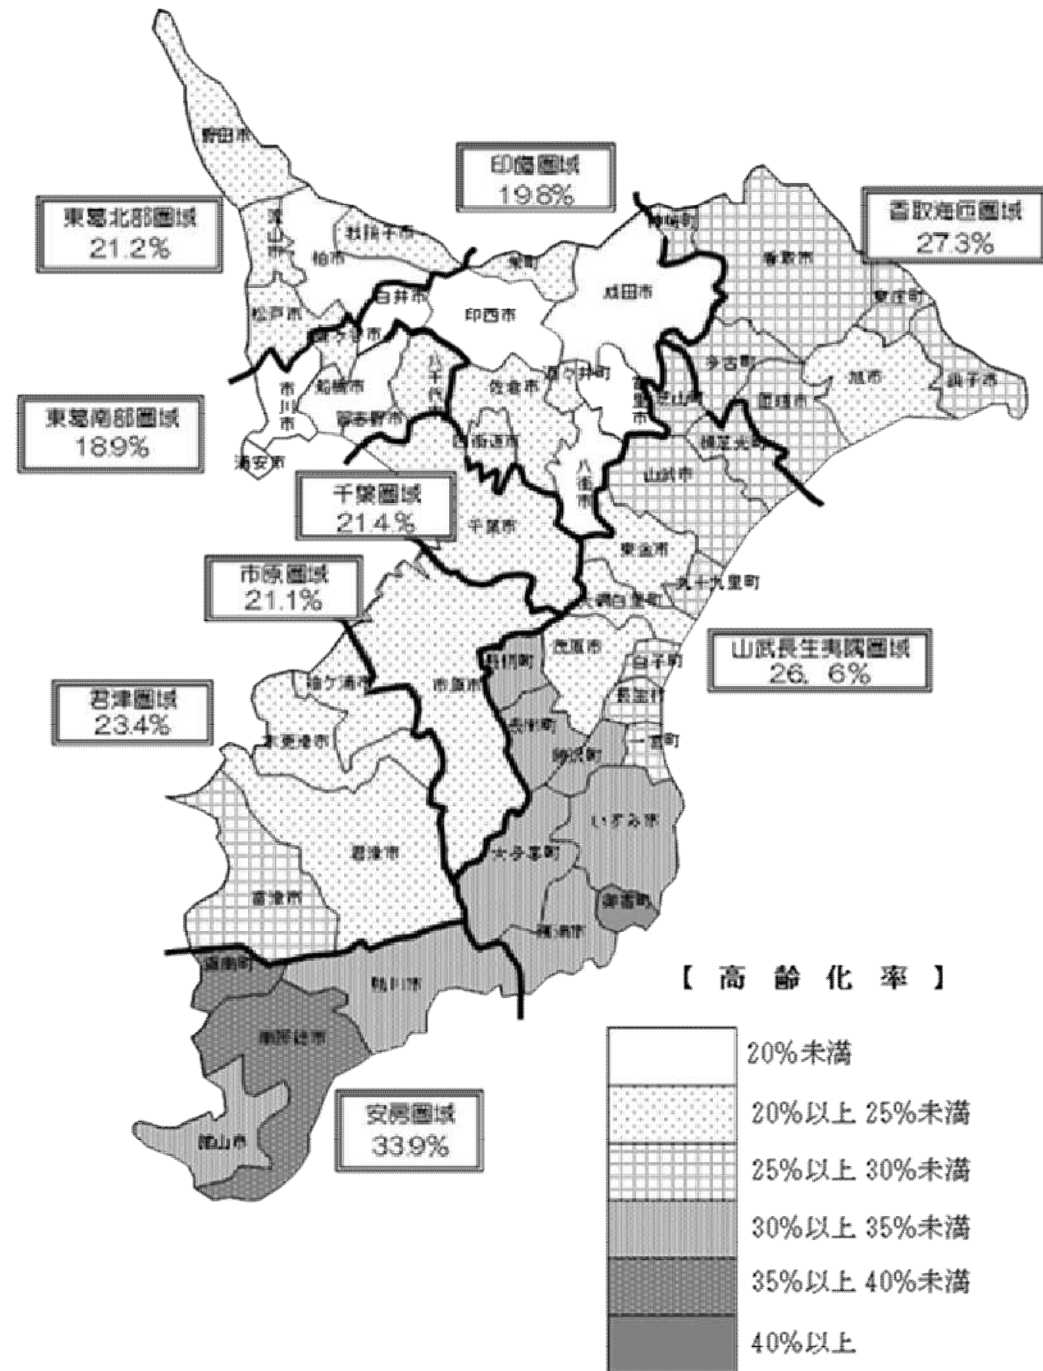 野田市
印旛圏域
19.8%
東葛北部圏域
21.2%
香取海匝圏域
27.3%
流山市
我孫子市
柏市
栄町
神崎町
香取市
東庄町
成田市
白井市
印西市
松戸市
鎌ケ谷市
多古町
旭市
銚子市
市川市
船橋市
八千代市
佐倉市
酒々井町
富里市
芝山町
匝瑳市
東葛南部圏域
18.9%
習志野市
四街道市
八街市
横芝光町
浦安市
山武市
千葉圏域
21.4.%
千葉市
東金市
市原圏域
21.1%
九十九里町
大網白里町
山武長生夷隅圏域
26. 6%
茂原市
白子町
長柄町
君津圏域
23.4%
袖ケ浦市
市原市
長生村
木更津市
長南町
睦沢町
一宮町
いすみ市
君津市
大多喜町
富津市
御宿町
勝浦市
鋸南町
鴨川市
【 高 齢 化 率 】
南房総市
20%未満
安房圏域
33.9%
20%以上 25%未満
館山市
25%以上 30%未満
30%以上 35%未満
35%以上 40%未満
40%以上